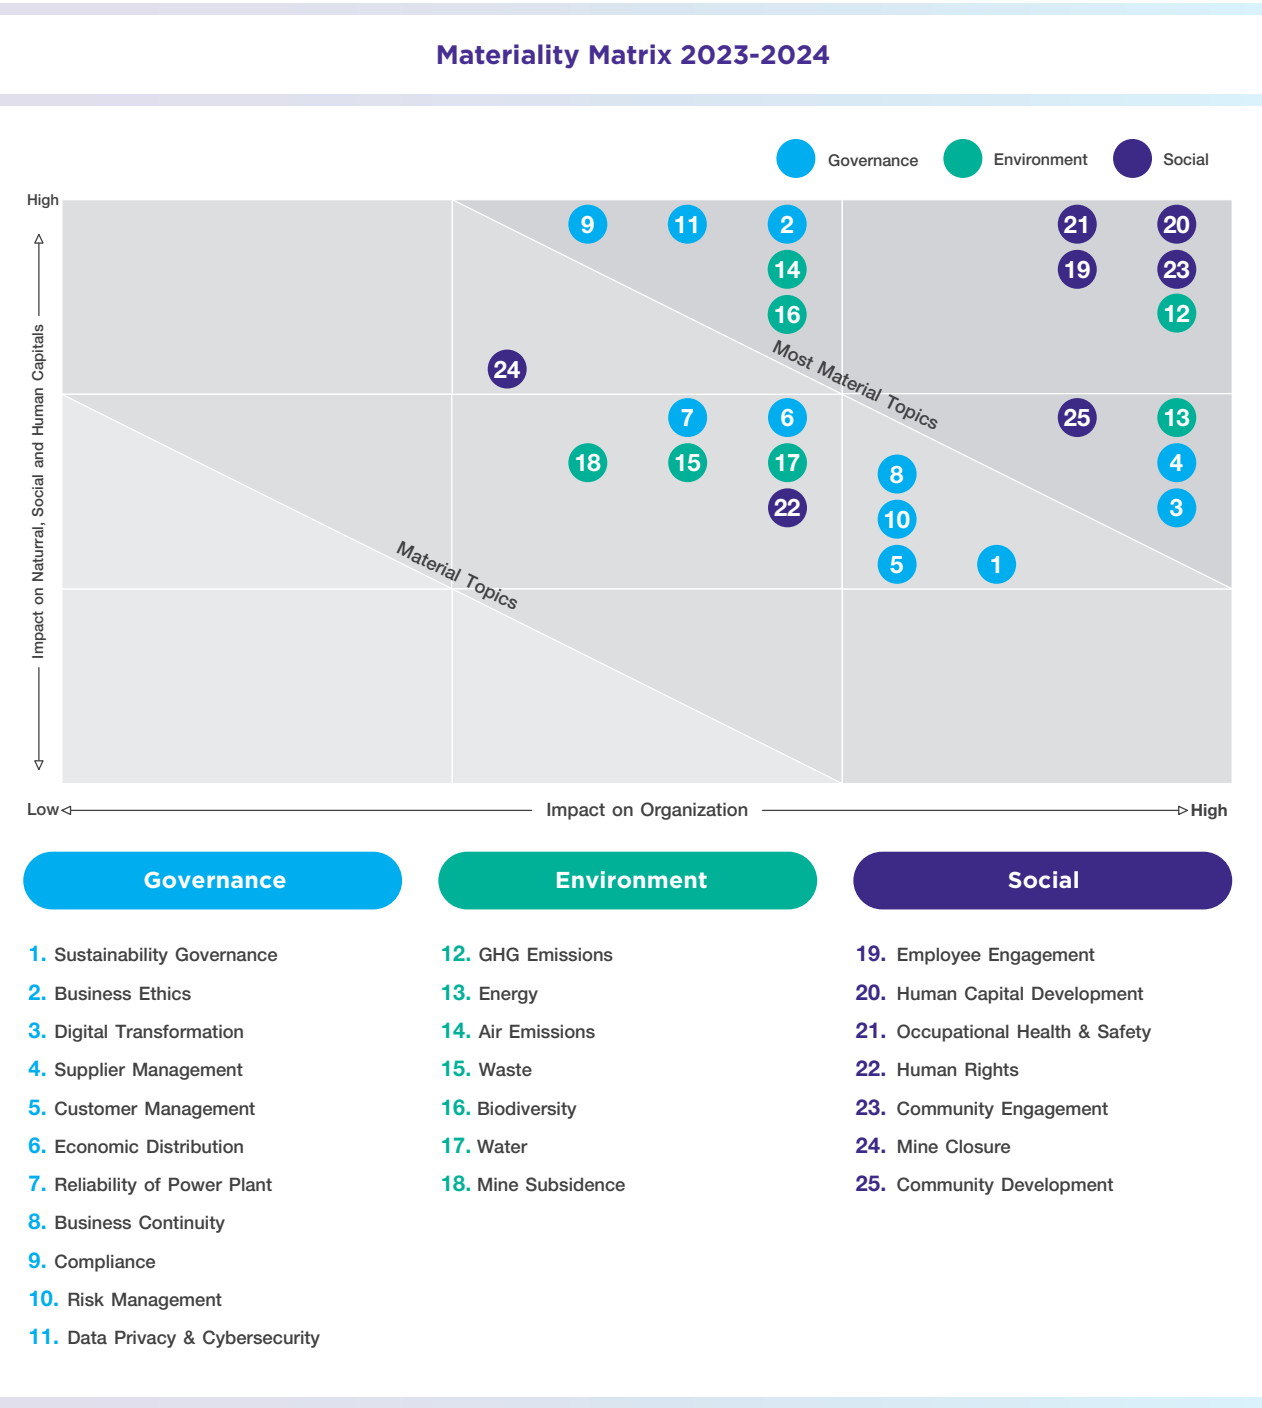 Materiality Matrix 2023-2024
Governance
Environment
Social
High
Impact on Naturral, Social and Human Capitals
9
11
2
21
20
14
19
23
16
12
Most Material Topics
24
7
6
25
13
18
15
17
8
4
22
10
3
5
1
Material Topics
Low
Impact on Organization
High
Governance
1. Sustainability Governance
2. Business Ethics
3. Digital Transformation
4. Supplier Management
5. Customer Management
6. Economic Distribution
7. Reliability of Power Plant
8. Business Continuity
9. Compliance
10. Risk Management
11. Data Privacy & Cybersecurity
Environment
12. GHG Emissions
13. Energy
14. Air Emissions
15. Waste
16. Biodiversity
17. Water
18. Mine Subsidence
Social
19. Employee Engagement
20. Human Capital Development
21. Occupational Health & Safety
22. Human Rights
23. Community Engagement
24. Mine Closure
25. Community Development